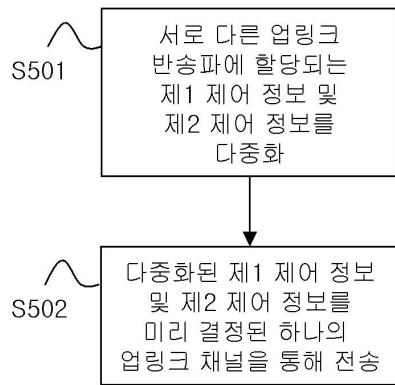 S501
서로 다른 업링크
반송파에 할당되는
제1 제어 정보 및
제2 제어 정보를
다중화
S502
다중화된 제1 제어 정보
및 제2 제어 정보를
미리 결정된 하나의
업링크 채널을 통해 전송